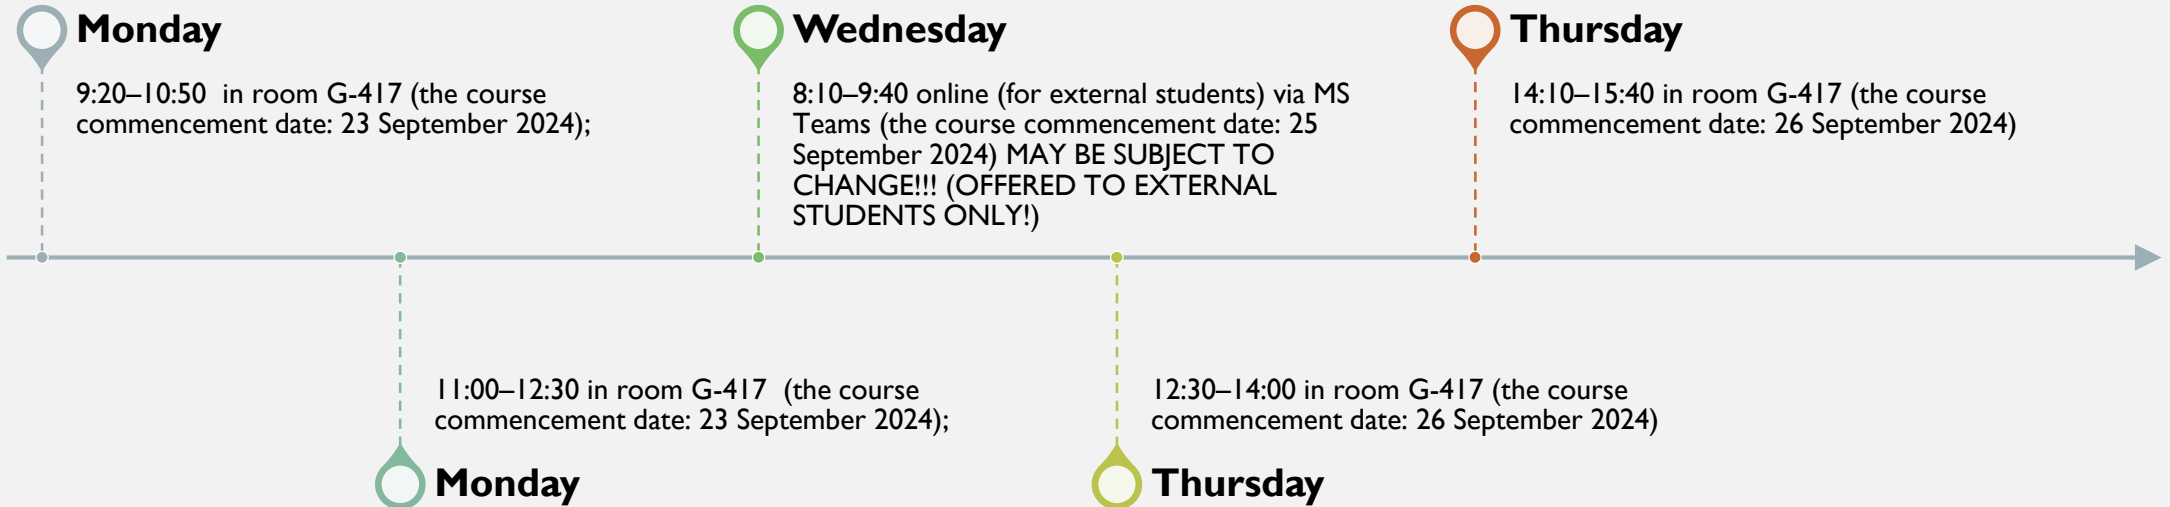 Monday
9:20–10:50 in room G-417 (the course
commencement date: 23 September 2024);
11:00–12:30 in room G-417 (the course
commencement date: 23 September 2024);
Monday
Wednesday
8:10–9:40 online (for external students) via MS
Teams (the course commencement date: 25
September 2024) MAY BE SUBJECT TO
CHANGE!!! (OFFERED TO EXTERNAL
STUDENTS ONLY!)
12:30–14:00 in room G-417 (the course
commencement date: 26 September 2024)
Thursday
Thursday
14:10–15:40 in room G-417 (the course
commencement date: 26 September 2024)